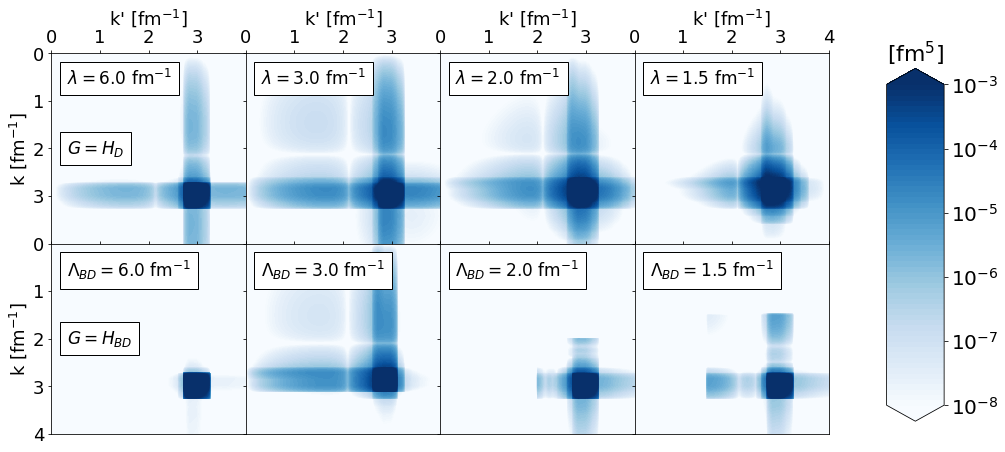 k' [fm⁻¹] k' [fm⁻¹] k' [fm⁻¹] k' [fm⁻¹]
0 1 2 3 0 1 2 3 0 1 2 3 0 1 2 3 4
[fm⁵]
0
λ = 6.0 fm⁻¹ λ = 3.0 fm⁻¹ λ = 2.0 fm⁻¹ λ = 1.5 fm⁻¹
10⁻³
1
k [fm⁻¹]
G = H_D
10⁻⁴
2
3
10⁻⁵
0
Λ_BD = 6.0 fm⁻¹ Λ_BD = 3.0 fm⁻¹ Λ_BD = 2.0 fm⁻¹ Λ_BD = 1.5 fm⁻¹
10⁻⁶
1
k [fm⁻¹]
G = H_BD
2
10⁻⁷
3
10⁻⁸
4